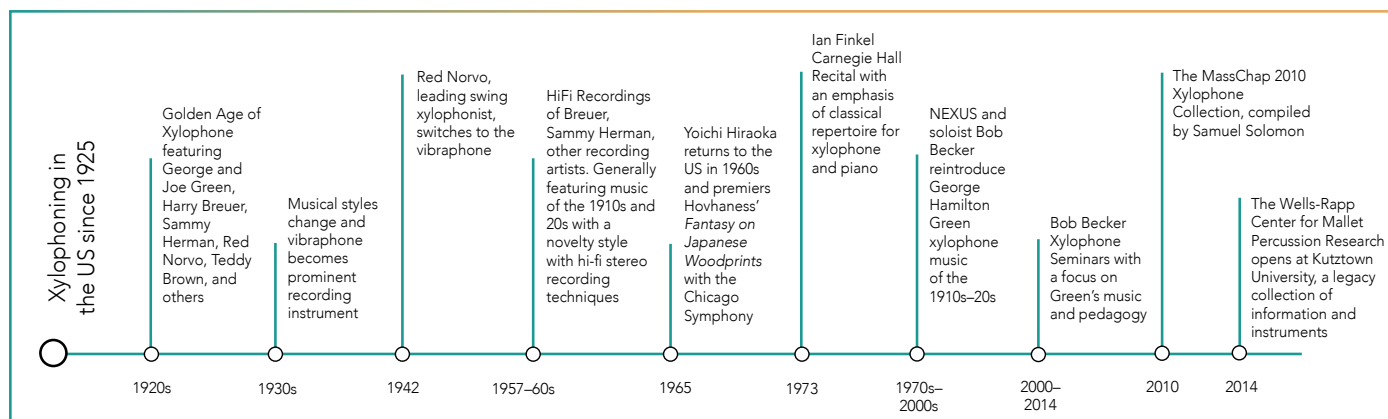 Xylophoning in
the US since 1925
Golden Age of
Xylophone
featuring
George and
Joe Green,
Harry Breuer,
Sammy
Herman, Red
Norvo, Teddy
Brown, and
others
1920s
Musical styles
change and
vibraphone
becomes
prominent
recording
instrument
1930s
Red Norvo,
leading swing
xylophonist,
switches to the
vibraphone
1942
HiFi Recordings
of Breuer,
Sammy Herman,
other recording
artists. Generally
featuring music
of the 1910s and
20s with a
novelty style
with hi-fi stereo
recording
techniques
1957–60s
Yoichi Hiraoka
returns to the
US in 1960s
and premiers
Hovhaness’
Fantasy on
Japanese
Woodprints
with the
Chicago
Symphony
1965
Ian Finkel
Carnegie Hall
Recital with
an emphasis
of classical
repertoire for
xylophone
and piano
1973
NEXUS and
soloist Bob
Becker
reintroduce
George
Hamilton
Green
xylophone
music
of the
1910s–20s
1970s–
2000s
Bob Becker
Xylophone
Seminars with
a focus on
Green’s music
and pedagogy
2000–
2014
The MassChap 2010
Xylophone
Collection, compiled
by Samuel Solomon
2010
The Wells-Rapp
Center for Mallet
Percussion Research
opens at Kutztown
University, a legacy
collection of
information and
instruments
2014